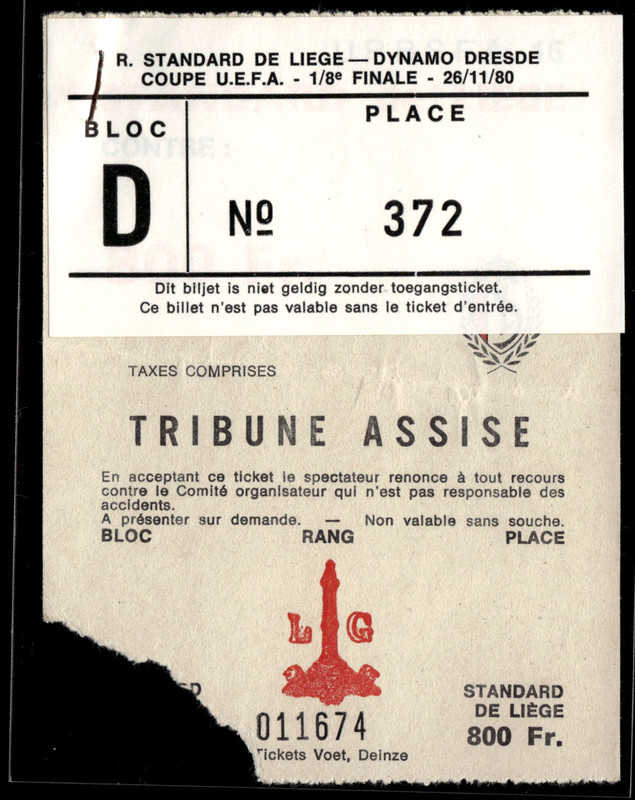 R. STANDARD DE LIEGE — DYNAMO DRESDE
COUPE U.E.F.A. - 1/8e FINALE - 26/11/80
BLOC
PLACE
D
Nº
372
Dit biljet is niet geldig zonder toegangsticket.
Ce billet n'est pas valable sans le ticket d'entrée.
TAXES COMPRISES
TRIBUNE ASSISE
En acceptant ce ticket le spectateur renonce à tout recours
contre le Comité organisateur qui n'est pas responsable des
accidents.
A présenter sur demande. — Non valable sans souche.
BLOC RANG PLACE
L G
011674
Tickets Voet, Deinze
STANDARD
DE LIÈGE
800 Fr.